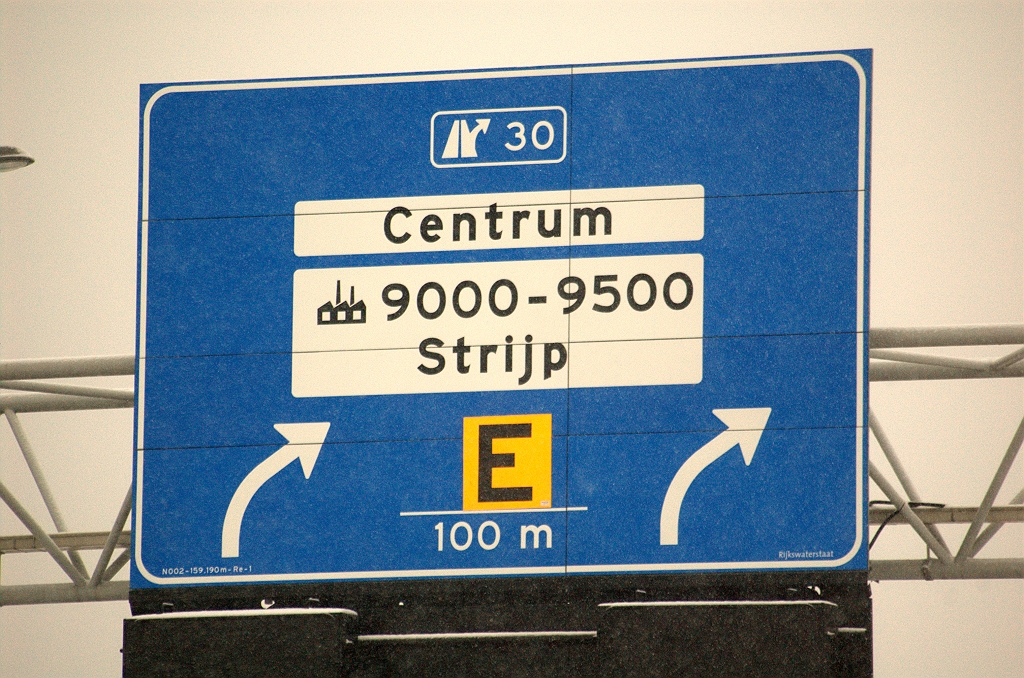 30
Centrum
9000-9500
Strijp
E
100 m
N002-159,190m-Re-1
Rijkswaterstaat